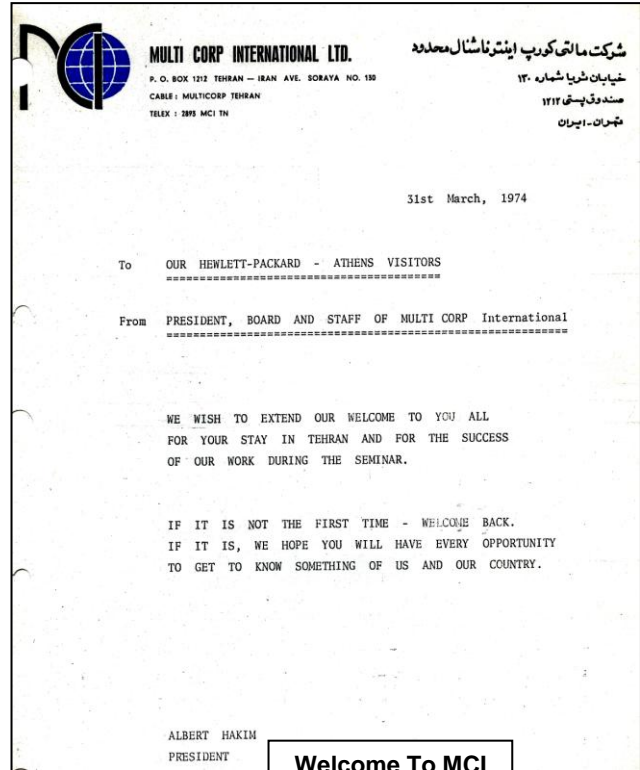 MULTI CORP INTERNATIONAL LTD.
P. O. BOX 1212 TEHRAN — IRAN AVE. SORAYA NO. 130
CABLE : MULTICORP TEHRAN
TELEX : 2895 MCI TN
شرکت مالتی کورپ اینترناشنال محدود
خیابان ثریا شماره ۱۳۰
صندوق پستی ۱۲۱۲
تهران - ایران
31st March, 1974
To OUR HEWLETT-PACKARD - ATHENS VISITORS
From PRESIDENT, BOARD AND STAFF OF MULTI CORP International
WE WISH TO EXTEND OUR WELCOME TO YOU ALL
FOR YOUR STAY IN TEHRAN AND FOR THE SUCCESS
OF OUR WORK DURING THE SEMINAR.
IF IT IS NOT THE FIRST TIME - WELCOME BACK.
IF IT IS, WE HOPE YOU WILL HAVE EVERY OPPORTUNITY
TO GET TO KNOW SOMETHING OF US AND OUR COUNTRY.
ALBERT HAKIM
PRESIDENT
Welcome To MCI